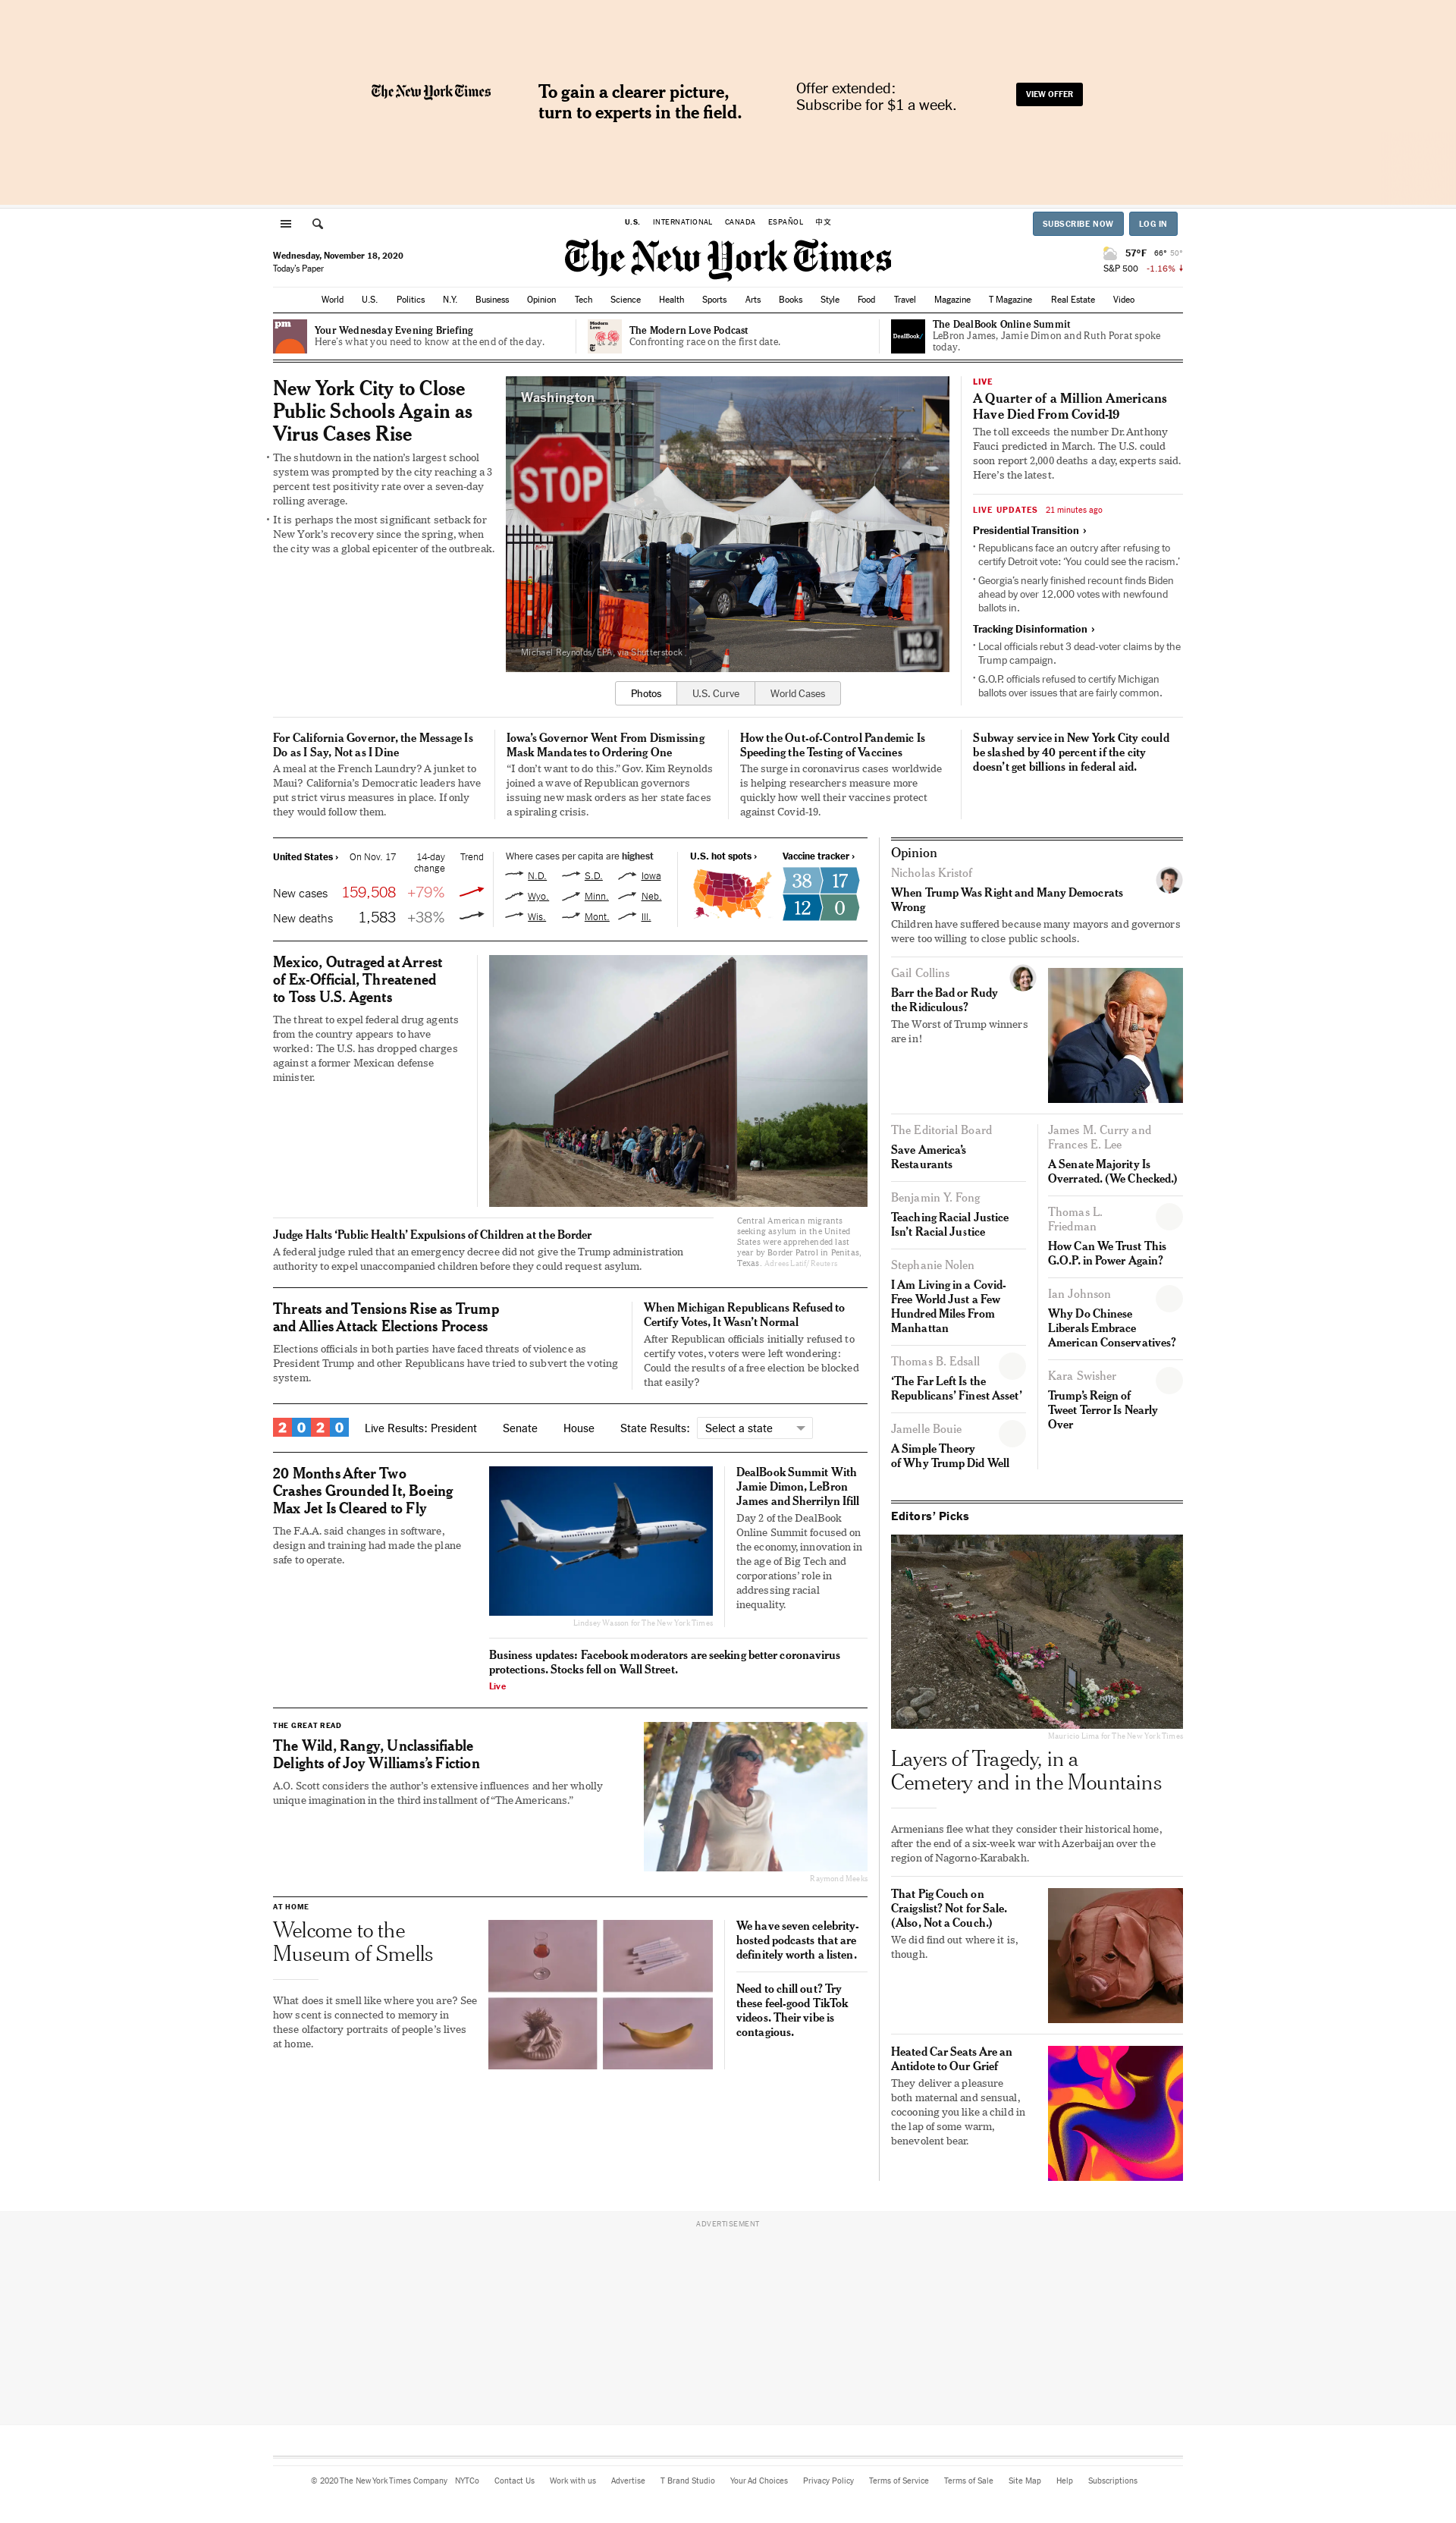 The New York Times
To gain a clearer picture,
turn to experts in the field.
Offer extended:
Subscribe for $1 a week.
VIEW OFFER
U.S. INTERNATIONAL CANADA ESPAÑOL 中文
SUBSCRIBE NOW LOG IN
Wednesday, November 18, 2020
Today's Paper
The New York Times
57°F 66° 50°
S&P 500 -1.16%
World U.S. Politics N.Y. Business Opinion Tech Science Health Sports Arts Books Style Food Travel Magazine T Magazine Real Estate Video
pm
Your Wednesday Evening Briefing
Here's what you need to know at the end of the day.
Modern
Love
The Modern Love Podcast
Confronting race on the first date.
DealBook/
The DealBook Online Summit
LeBron James, Jamie Dimon and Ruth Porat spoke
today.
New York City to Close
Public Schools Again as
Virus Cases Rise
• The shutdown in the nation's largest school
system was prompted by the city reaching a 3
percent test positivity rate over a seven-day
rolling average.
• It is perhaps the most significant setback for
New York's recovery since the spring, when
the city was a global epicenter of the outbreak.
Washington
STOP
NO
PARKING
Michael Reynolds/EPA, via Shutterstock
Photos U.S. Curve World Cases
LIVE
A Quarter of a Million Americans
Have Died From Covid-19
The toll exceeds the number Dr. Anthony
Fauci predicted in March. The U.S. could
soon report 2,000 deaths a day, experts said.
Here's the latest.
LIVE UPDATES 21 minutes ago
Presidential Transition ›
• Republicans face an outcry after refusing to
certify Detroit vote: 'You could see the racism.'
• Georgia's nearly finished recount finds Biden
ahead by over 12,000 votes with newfound
ballots in.
Tracking Disinformation ›
• Local officials rebut 3 dead-voter claims by the
Trump campaign.
• G.O.P. officials refused to certify Michigan
ballots over issues that are fairly common.
For California Governor, the Message Is
Do as I Say, Not as I Dine
A meal at the French Laundry? A junket to
Maui? California's Democratic leaders have
put strict virus measures in place. If only
they would follow them.
Iowa's Governor Went From Dismissing
Mask Mandates to Ordering One
“I don't want to do this.” Gov. Kim Reynolds
joined a wave of Republican governors
issuing new mask orders as her state faces
a spiraling crisis.
How the Out-of-Control Pandemic Is
Speeding the Testing of Vaccines
The surge in coronavirus cases worldwide
is helping researchers measure more
quickly how well their vaccines protect
against Covid-19.
Subway service in New York City could
be slashed by 40 percent if the city
doesn't get billions in federal aid.
United States › On Nov. 17 14-day
change Trend
New cases 159,508 +79%
New deaths 1,583 +38%
Where cases per capita are highest
N.D. S.D. Iowa
Wyo. Minn. Neb.
Wis. Mont. Ill.
U.S. hot spots ›
Vaccine tracker ›
38 17
12 0
Mexico, Outraged at Arrest
of Ex-Official, Threatened
to Toss U.S. Agents
The threat to expel federal drug agents
from the country appears to have
worked: The U.S. has dropped charges
against a former Mexican defense
minister.
Judge Halts ‘Public Health’ Expulsions of Children at the Border
A federal judge ruled that an emergency decree did not give the Trump administration
authority to expel unaccompanied children before they could request asylum.
Central American migrants
seeking asylum in the United
States were apprehended last
year by Border Patrol in Penitas,
Texas. Adrees Latif/Reuters
Threats and Tensions Rise as Trump
and Allies Attack Elections Process
Elections officials in both parties have faced threats of violence as
President Trump and other Republicans have tried to subvert the voting
system.
When Michigan Republicans Refused to
Certify Votes, It Wasn't Normal
After Republican officials initially refused to
certify votes, voters were left wondering:
Could the results of a free election be blocked
that easily?
2020 Live Results: President Senate House State Results: Select a state
20 Months After Two
Crashes Grounded It, Boeing
Max Jet Is Cleared to Fly
The F.A.A. said changes in software,
design and training had made the plane
safe to operate.
Lindsey Wasson for The New York Times
DealBook Summit With
Jamie Dimon, LeBron
James and Sherrilyn Ifill
Day 2 of the DealBook
Online Summit focused on
the economy, innovation in
the age of Big Tech and
corporations' role in
addressing racial
inequality.
Business updates: Facebook moderators are seeking better coronavirus
protections. Stocks fell on Wall Street.
Live
THE GREAT READ
The Wild, Rangy, Unclassifiable
Delights of Joy Williams's Fiction
A.O. Scott considers the author's extensive influences and her wholly
unique imagination in the third installment of “The Americans.”
Raymond Meeks
AT HOME
Welcome to the
Museum of Smells
What does it smell like where you are? See
how scent is connected to memory in
these olfactory portraits of people's lives
at home.
We have seven celebrity-
hosted podcasts that are
definitely worth a listen.
Need to chill out? Try
these feel-good TikTok
videos. Their vibe is
contagious.
Opinion
Nicholas Kristof
When Trump Was Right and Many Democrats
Wrong
Children have suffered because many mayors and governors
were too willing to close public schools.
Gail Collins
Barr the Bad or Rudy
the Ridiculous?
The Worst of Trump winners
are in!
The Editorial Board
Save America's
Restaurants
Benjamin Y. Fong
Teaching Racial Justice
Isn't Racial Justice
Stephanie Nolen
I Am Living in a Covid-
Free World Just a Few
Hundred Miles From
Manhattan
Thomas B. Edsall
‘The Far Left Is the
Republicans’ Finest Asset’
Jamelle Bouie
A Simple Theory
of Why Trump Did Well
James M. Curry and
Frances E. Lee
A Senate Majority Is
Overrated. (We Checked.)
Thomas L.
Friedman
How Can We Trust This
G.O.P. in Power Again?
Ian Johnson
Why Do Chinese
Liberals Embrace
American Conservatives?
Kara Swisher
Trump's Reign of
Tweet Terror Is Nearly
Over
Editors' Picks
Mauricio Lima for The New York Times
Layers of Tragedy, in a
Cemetery and in the Mountains
Armenians flee what they consider their historical home,
after the end of a six-week war with Azerbaijan over the
region of Nagorno-Karabakh.
That Pig Couch on
Craigslist? Not for Sale.
(Also, Not a Couch.)
We did find out where it is,
though.
Heated Car Seats Are an
Antidote to Our Grief
They deliver a pleasure
both maternal and sensual,
cocooning you like a child in
the lap of some warm,
benevolent bear.
ADVERTISEMENT
© 2020 The New York Times Company NYTCo Contact Us Work with us Advertise T Brand Studio Your Ad Choices Privacy Policy Terms of Service Terms of Sale Site Map Help Subscriptions